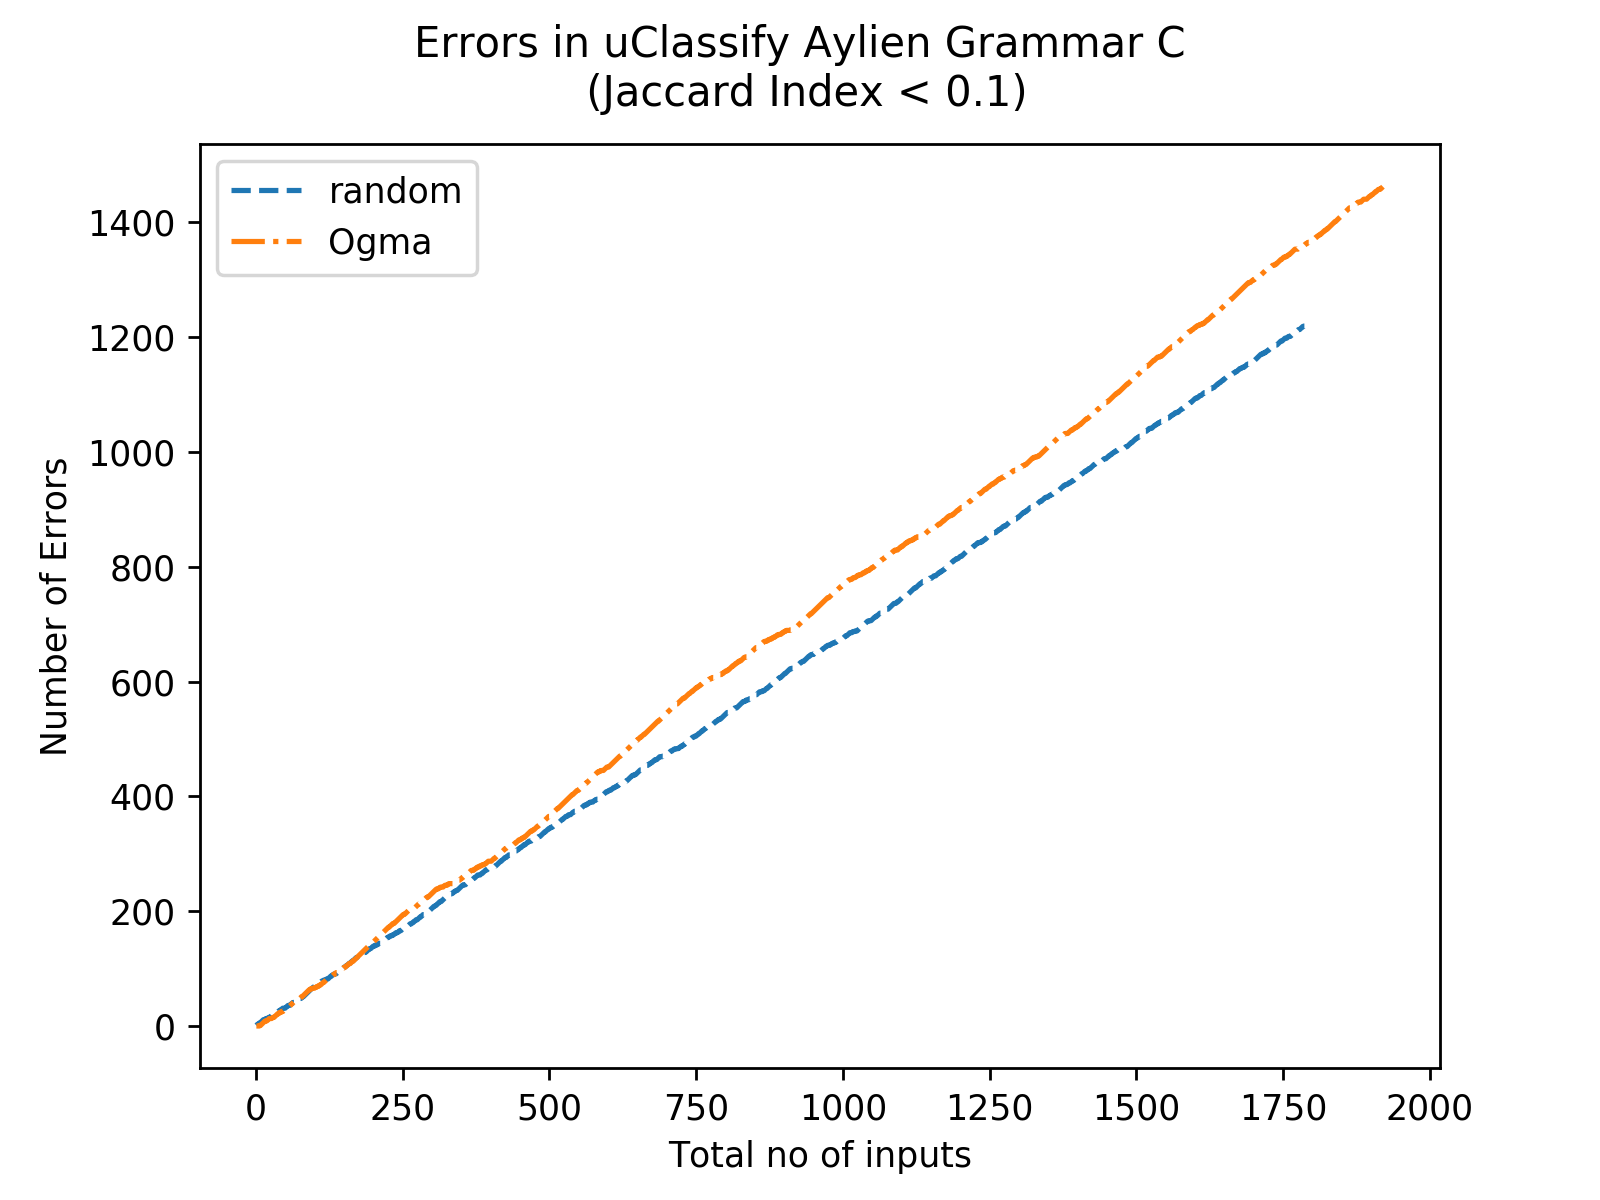 Errors in uClassify Aylien Grammar C
(Jaccard Index < 0.1)
random
Ogma
Number of Errors
1400
1200
1000
800
600
400
200
0
0 250 500 750 1000 1250 1500 1750 2000
Total no of inputs